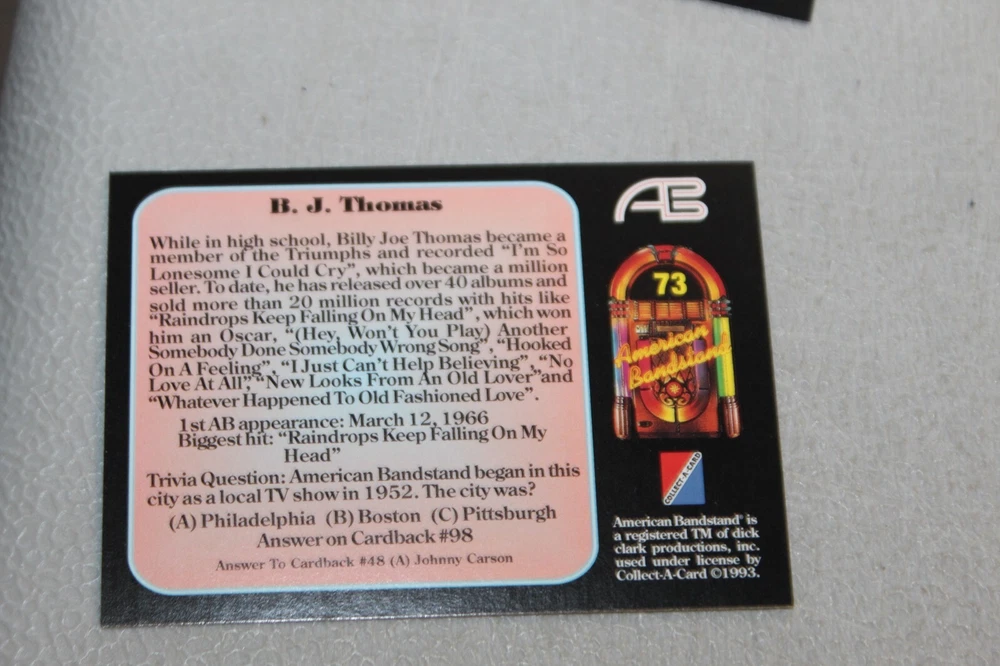 B. J. Thomas
While in high school, Billy Joe Thomas became a
member of the Triumphs and recorded “I’m So
Lonesome I Could Cry”, which became a million
seller. To date, he has released over 40 albums and
sold more than 20 million records with hits like
“Raindrops Keep Falling On My Head”, which won
him an Oscar, “(Hey, Won’t You Play) Another
Somebody Done Somebody Wrong Song”, “Hooked
On A Feeling”, “I Just Can’t Help Believing”, “No
Love At All”, “New Looks From An Old Lover” and
“Whatever Happened To Old Fashioned Love”.
1st AB appearance: March 12, 1966
Biggest hit: “Raindrops Keep Falling On My
Head”
Trivia Question: American Bandstand began in this
city as a local TV show in 1952. The city was?
(A) Philadelphia (B) Boston (C) Pittsburgh
Answer on Cardback #98
Answer To Cardback #48 (A) Johnny Carson
AB
73
American
Bandstand
COLLECT-A-CARD
American Bandstand® is
a registered TM of dick
clark productions, inc.
used under license by
Collect-A-Card ©1993.